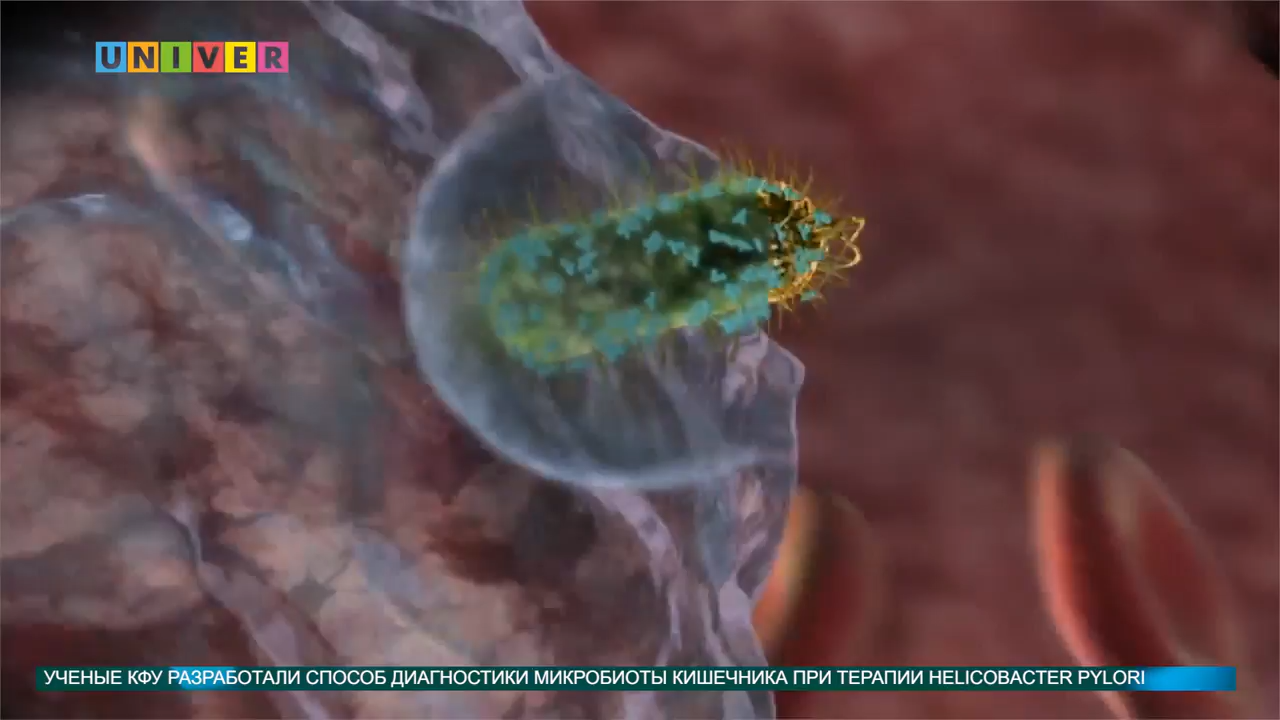 UNIVER
УЧЕНЫЕ КФУ РАЗРАБОТАЛИ СПОСОБ ДИАГНОСТИКИ МИКРОБИОТЫ КИШЕЧНИКА ПРИ ТЕРАПИИ HELICOBACTER PYLORI